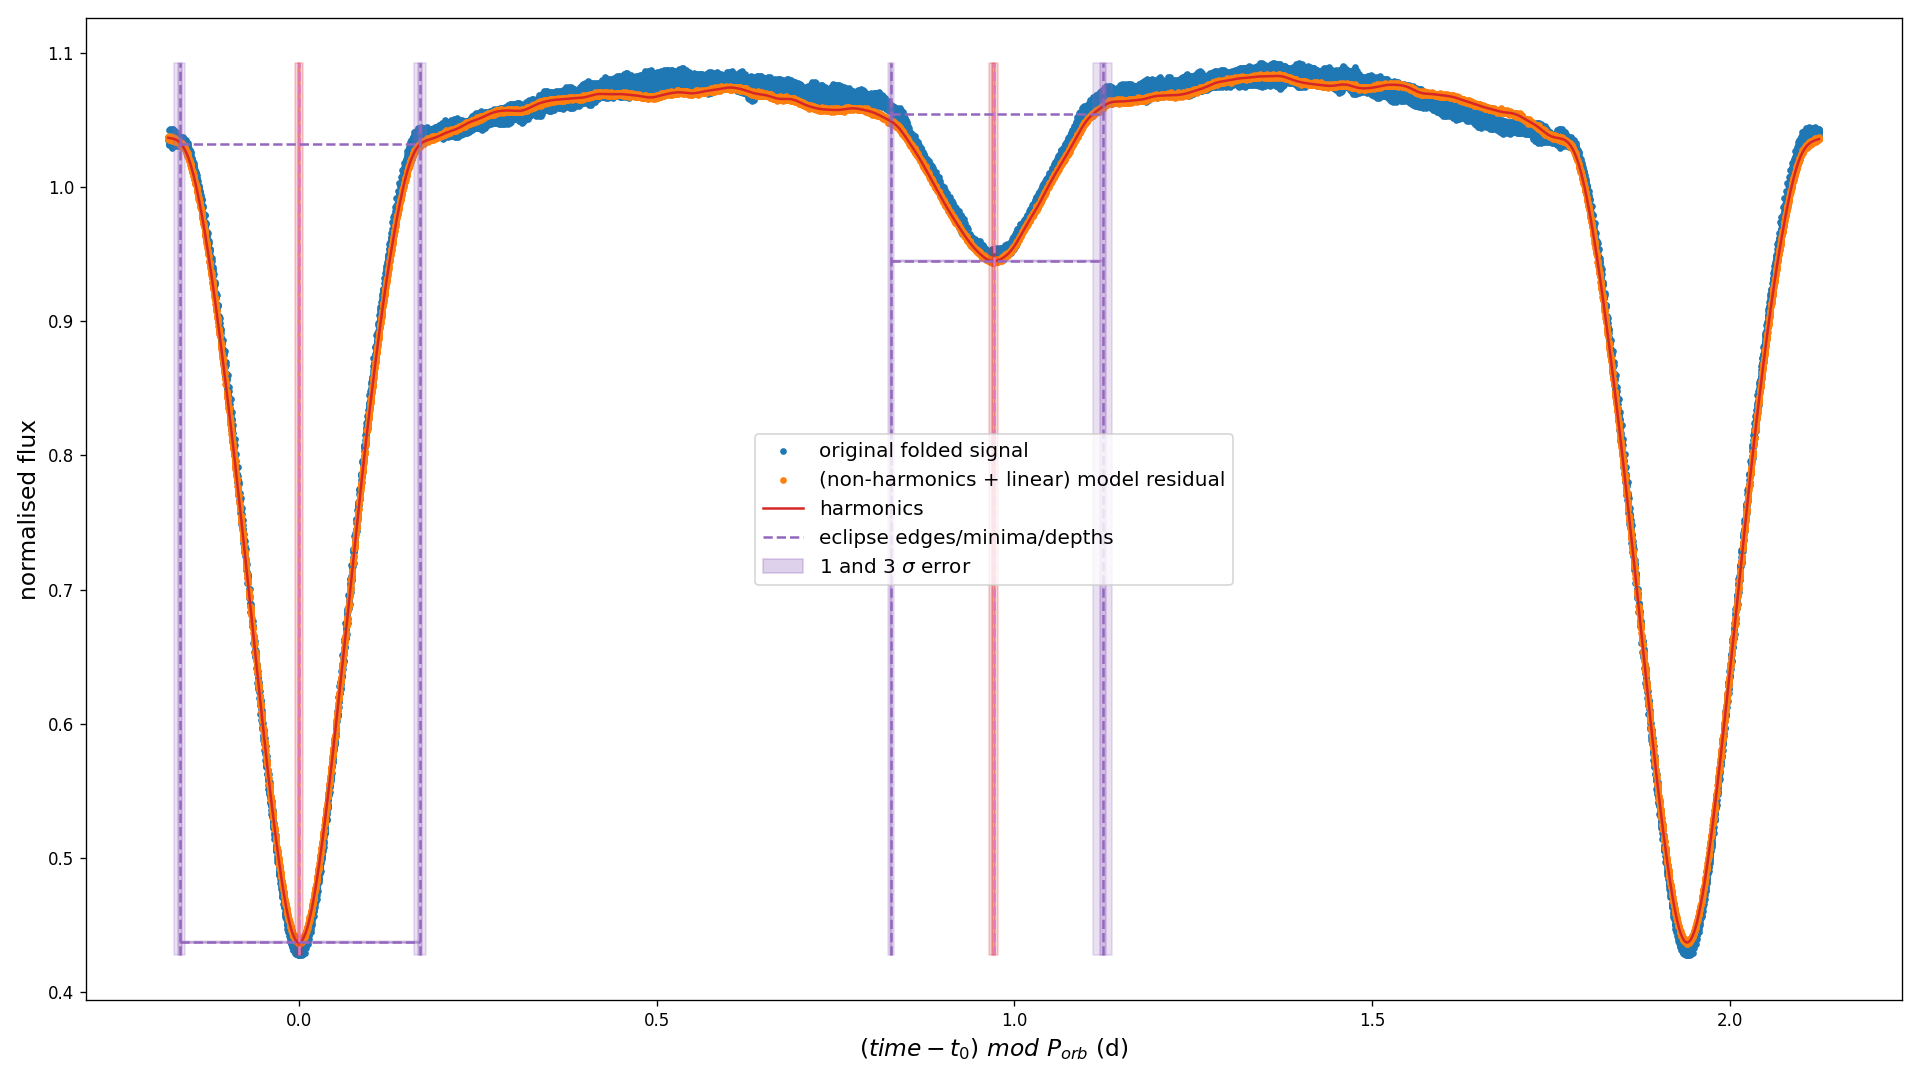 1.1
1.0
0.9
0.8
0.7
0.6
0.5
0.4
normalised flux
original folded signal
(non-harmonics + linear) model residual
harmonics
eclipse edges/minima/depths
1 and 3 σ error
0.0 0.5 1.0 1.5 2.0
(time − t₀) mod Pₒᵣb (d)